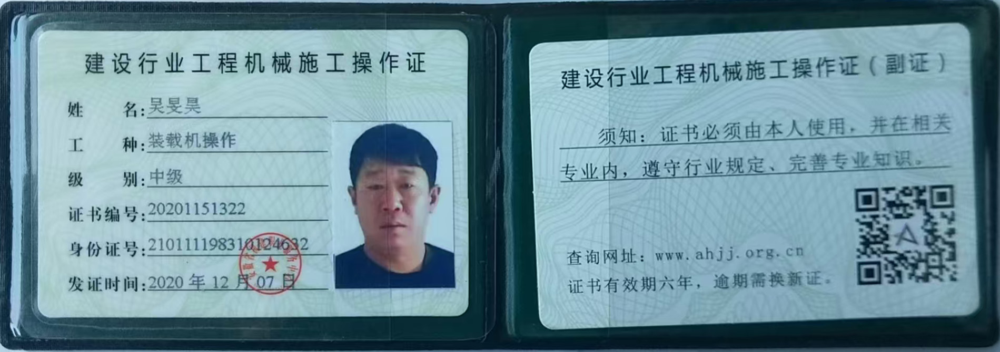 建设行业工程机械施工操作证
姓名:吴旻昊
工种:装载机操作
级别:中级
证书编号:20201151322
身份证号:210111198310124632
发证时间:2020 年 12 月 07 日
建设行业工程机械施工操作证(副证)
须知:证书必须由本人使用,并在相关
专业内,遵守行业规定、完善专业知识。
查询网址:www.ahjj.org.cn
证书有效期六年,逾期需换新证。